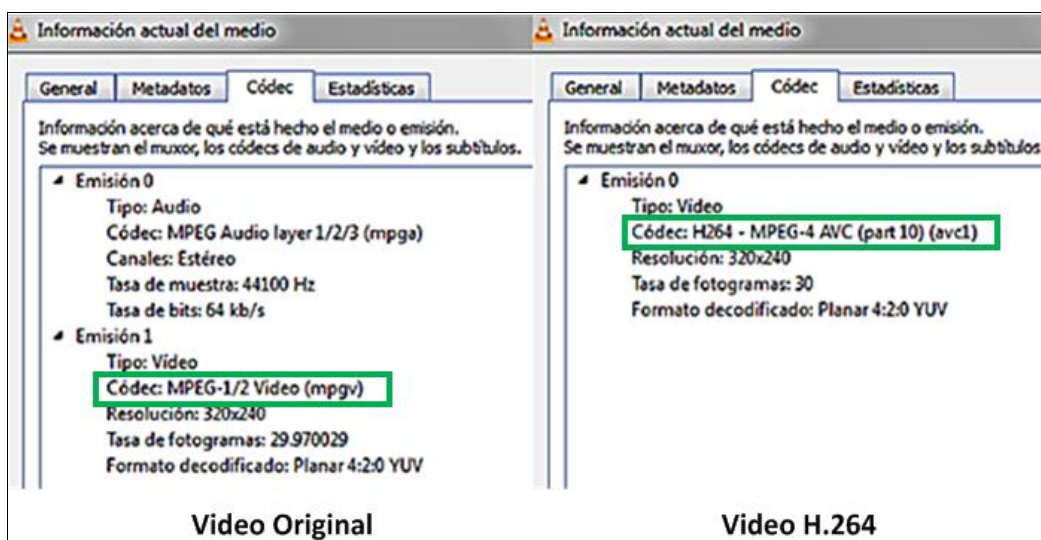 Información actual del medio
General Metadatos Códec Estadísticas
Información acerca de qué está hecho el medio o emisión.
Se muestran el muxor, los códecs de audio y vídeo y los subtítulos.
Emisión 0
Tipo: Audio
Códec: MPEG Audio layer 1/2/3 (mpga)
Canales: Estéreo
Tasa de muestra: 44100 Hz
Tasa de bits: 64 kb/s
Emisión 1
Tipo: Vídeo
Códec: MPEG-1/2 Video (mpgv)
Resolución: 320x240
Tasa de fotogramas: 29.970029
Formato decodificado: Planar 4:2:0 YUV
Video Original
Información actual del medio
General Metadatos Códec Estadísticas
Información acerca de qué está hecho el medio o emisión.
Se muestran el muxor, los códecs de audio y vídeo y los subtítulos
Emisión 0
Tipo: Vídeo
Códec: H264 - MPEG-4 AVC (part 10) (avc1)
Resolución: 320x240
Tasa de fotogramas: 30
Formato decodificado: Planar 4:2:0 YUV
Video H.264